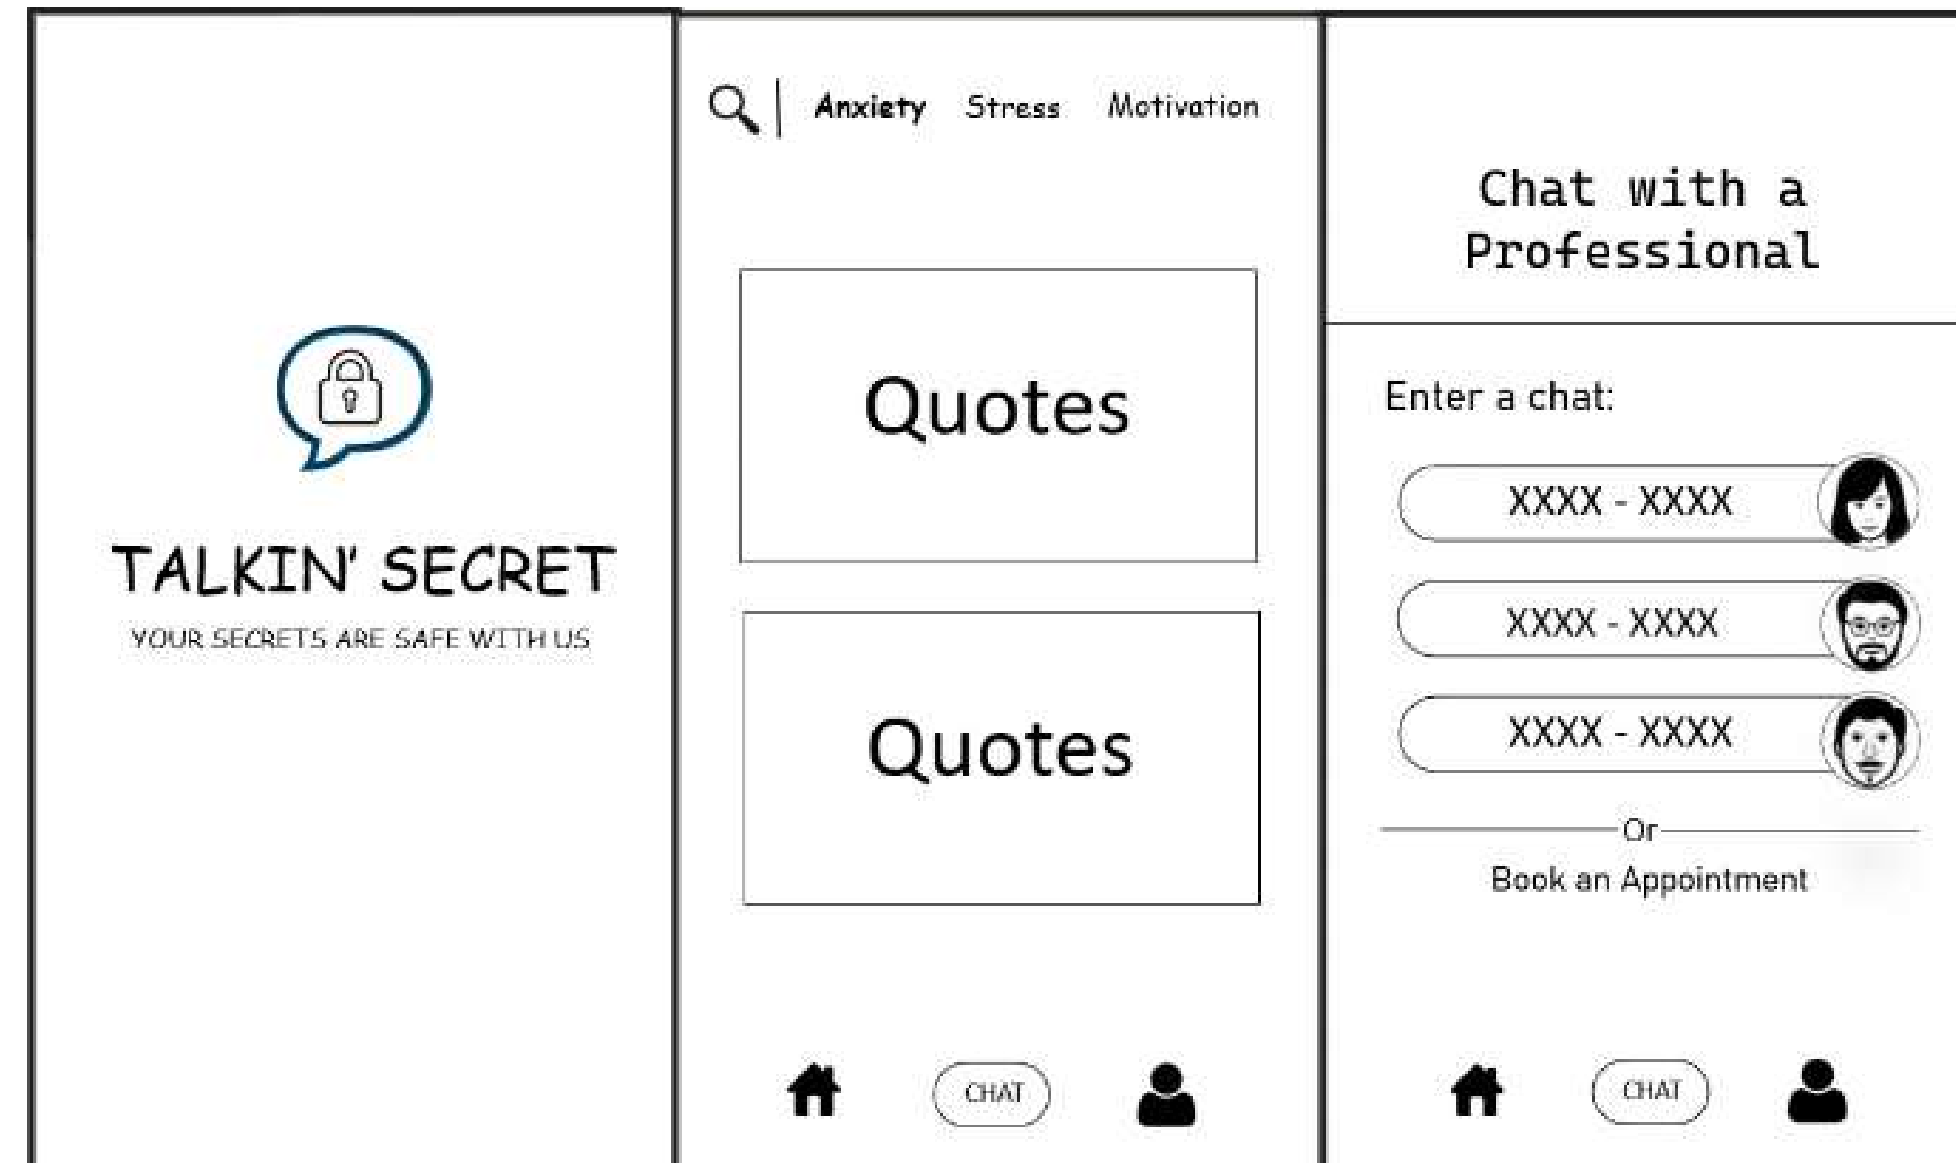 TALKIN' SECRET
YOUR SECRETS ARE SAFE WITH US
Anxiety Stress Motivation
Quotes
Quotes
CHAT
Chat with a
Professional
Enter a chat:
XXXX - XXXX
XXXX - XXXX
XXXX - XXXX
Or
Book an Appointment
CHAT